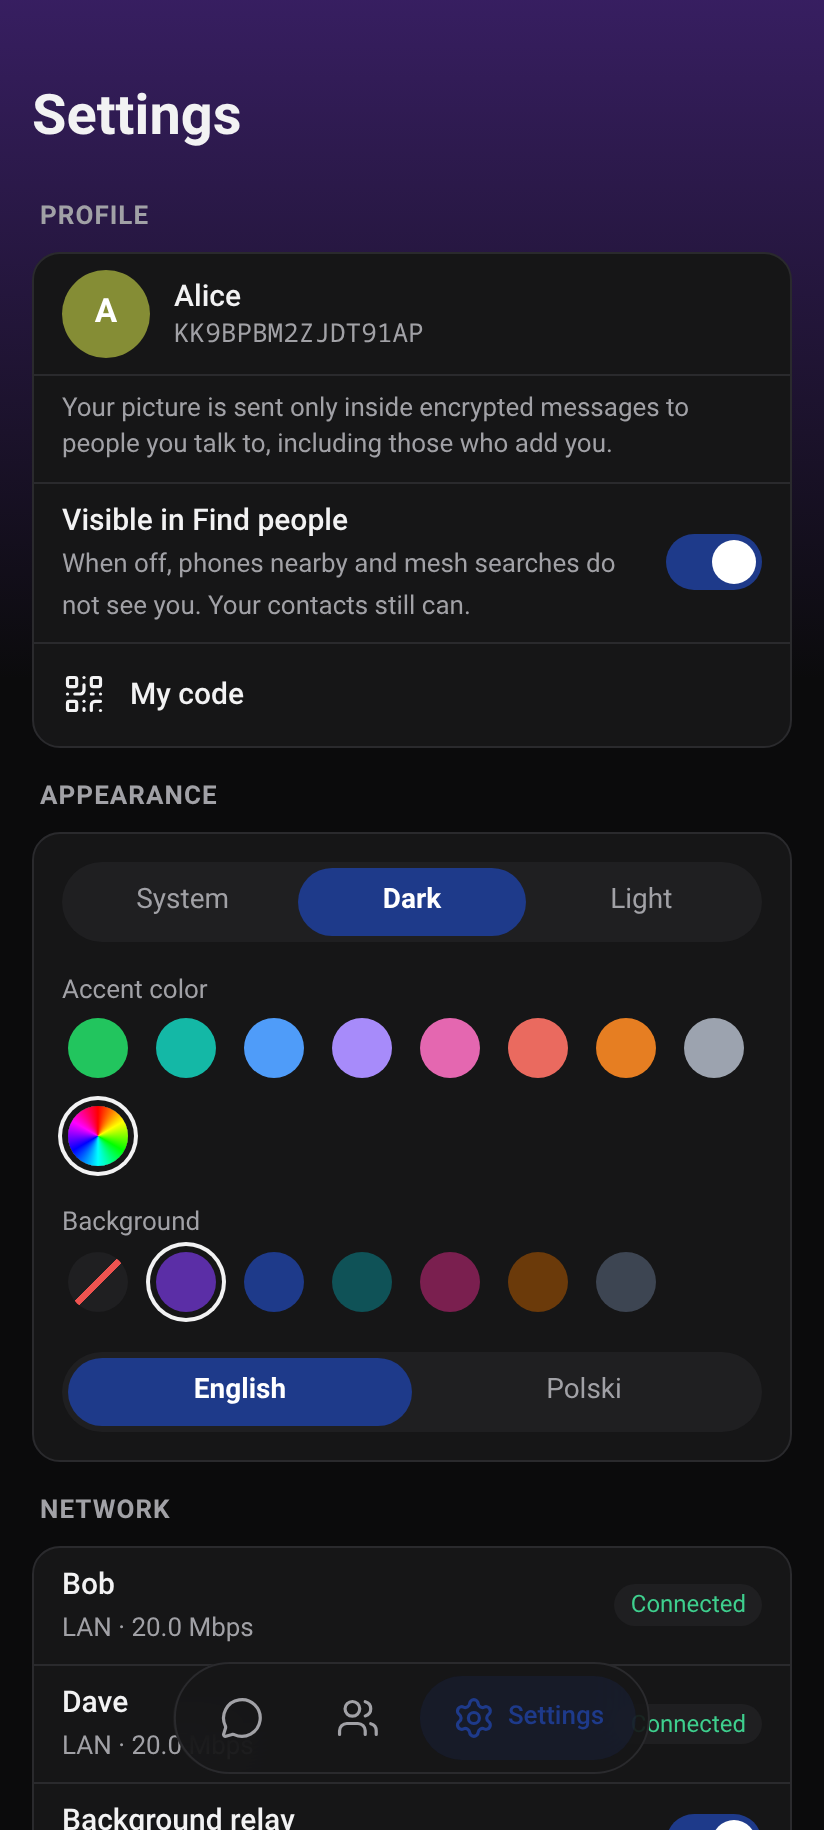 Settings
PROFILE
A
Alice
KK9BPBM2ZJDT91AP
Your picture is sent only inside encrypted messages to
people you talk to, including those who add you.
Visible in Find people
When off, phones nearby and mesh searches do
not see you. Your contacts still can.
My code
APPEARANCE
System Dark Light
Accent color
Background
English Polski
NETWORK
Bob
LAN · 20.0 Mbps
Connected
Dave
LAN · 20.0 Mbps
onnected
Settings
Background relay